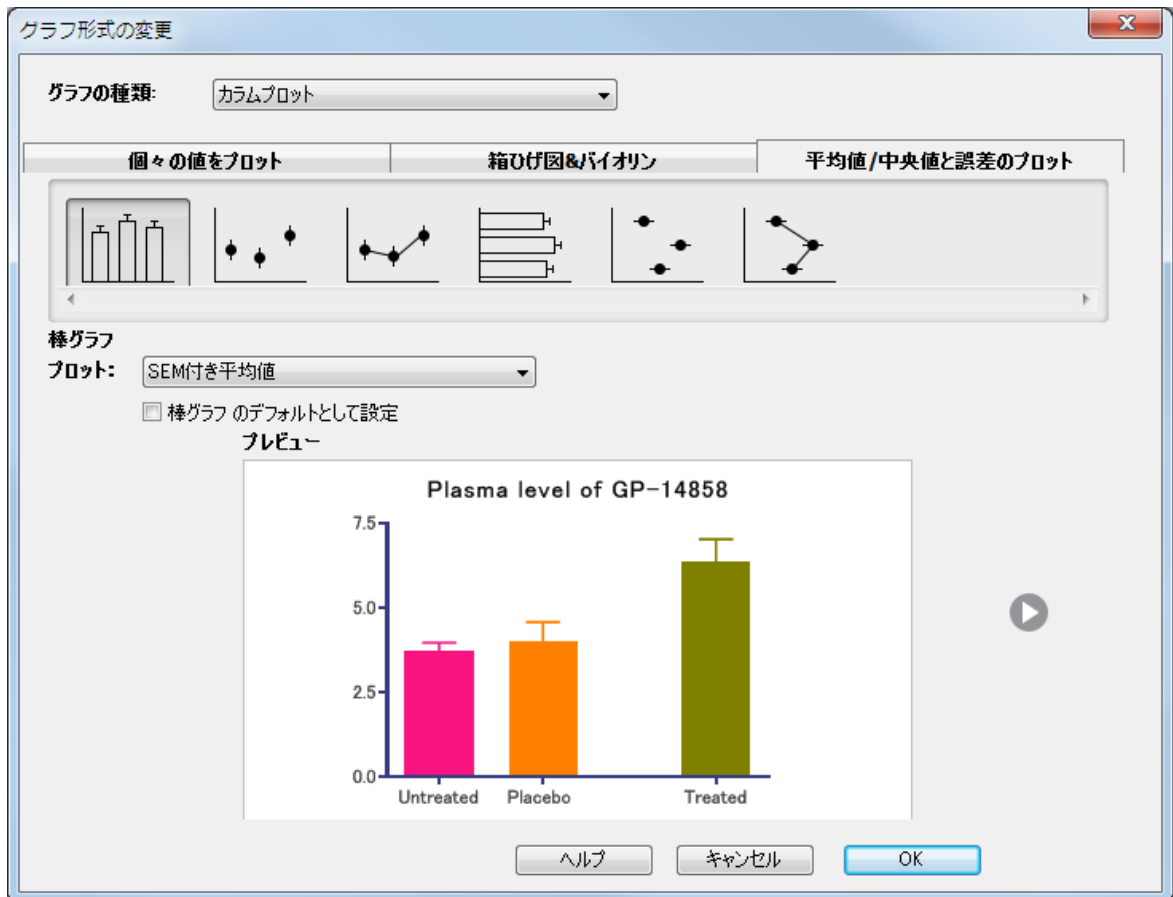 グラフ形式の変更
グラフの種類: カラムプロット
個々の値をプロット 箱ひげ図&バイオリン 平均値/中央値と誤差のプロット
棒グラフ
プロット: SEM付き平均値
棒グラフ のデフォルトとして設定
プレビュー
Plasma level of GP-14858
7.5
5.0
2.5
0.0
Untreated Placebo Treated
ヘルプ キャンセル OK